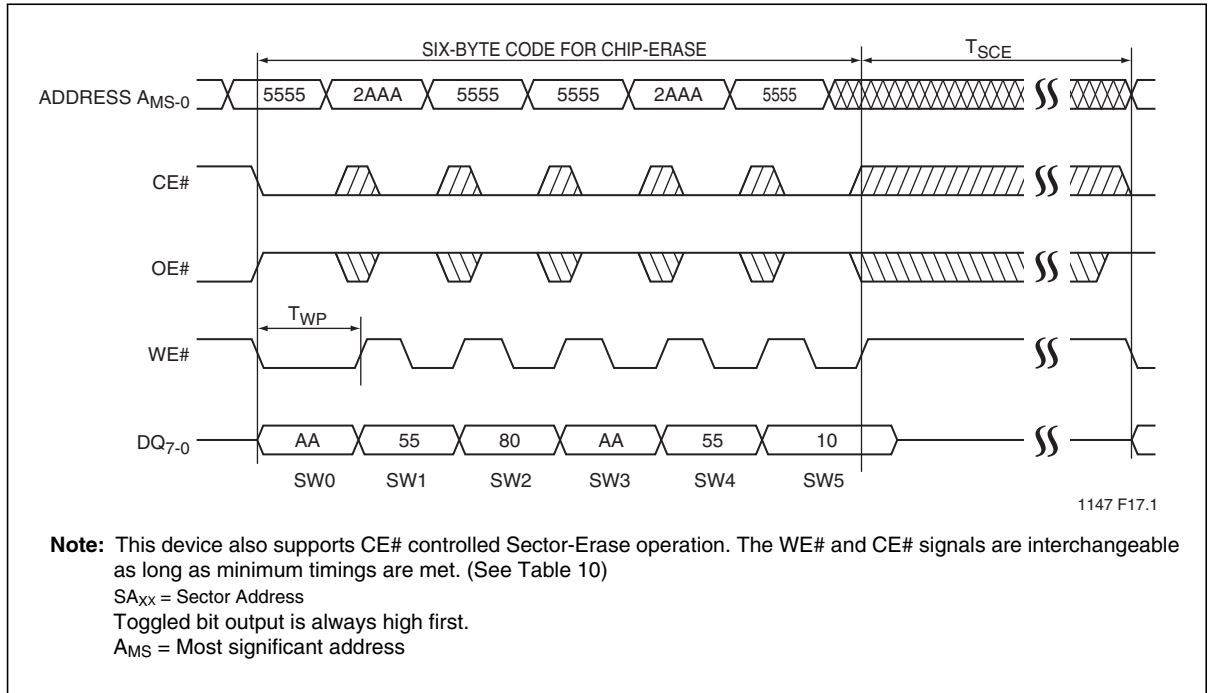 SIX-BYTE CODE FOR CHIP-ERASE TSCE
ADDRESS AMS-0 5555 2AAA 5555 5555 2AAA 5555
CE#
OE#
TWP
WE#
DQ7-0 AA 55 80 AA 55 10
SW0 SW1 SW2 SW3 SW4 SW5
1147 F17.1
Note: This device also supports CE# controlled Sector-Erase operation. The WE# and CE# signals are interchangeable
as long as minimum timings are met. (See Table 10)
SAXX = Sector Address
Toggled bit output is always high first.
AMS = Most significant address